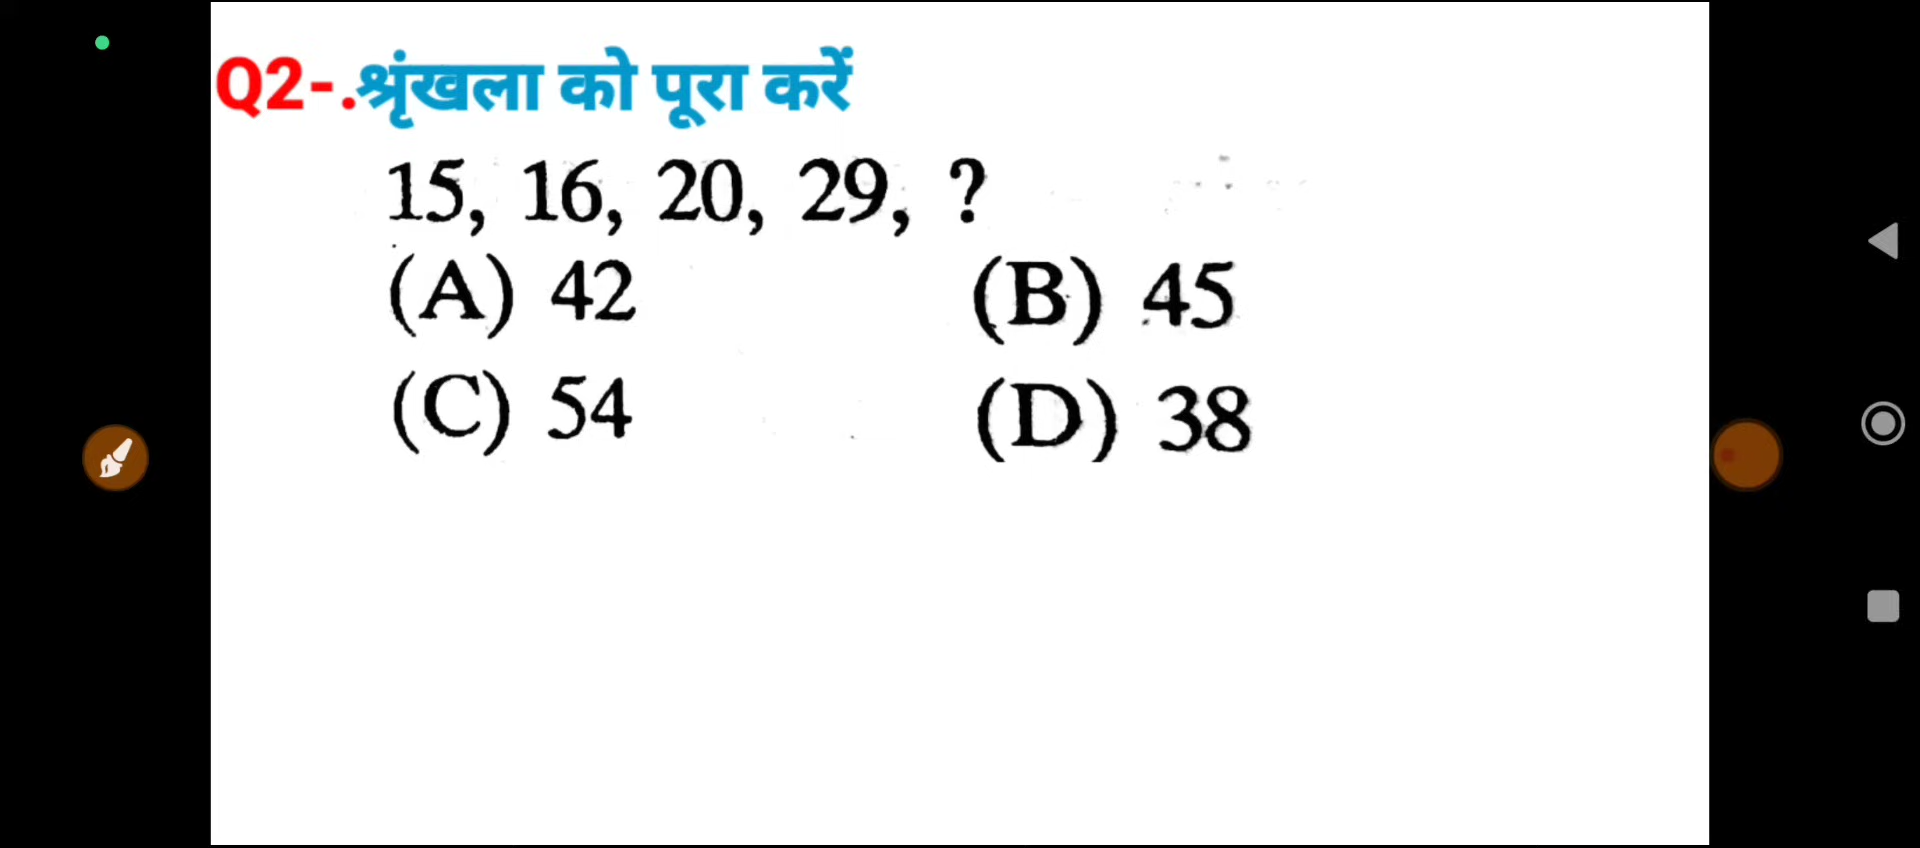 Q2-.श्रृंखला को पूरा करें
15, 16, 20, 29, ?
(A) 42 (B) 45
(C) 54 (D) 38